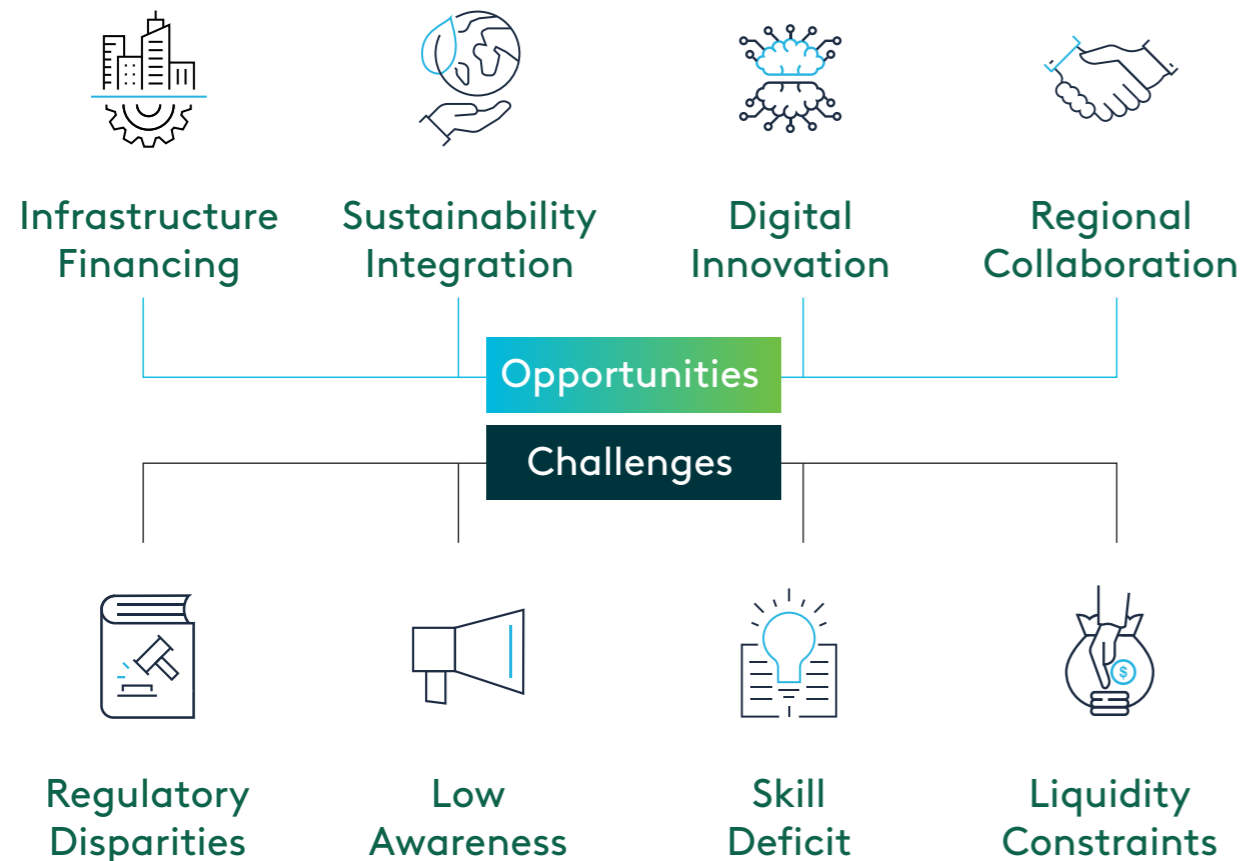 Infrastructure
Financing
Sustainability
Integration
Digital
Innovation
Regional
Collaboration
Opportunities
Challenges
Regulatory
Disparities
Low
Awareness
Skill
Deficit
$
Liquidity
Constraints